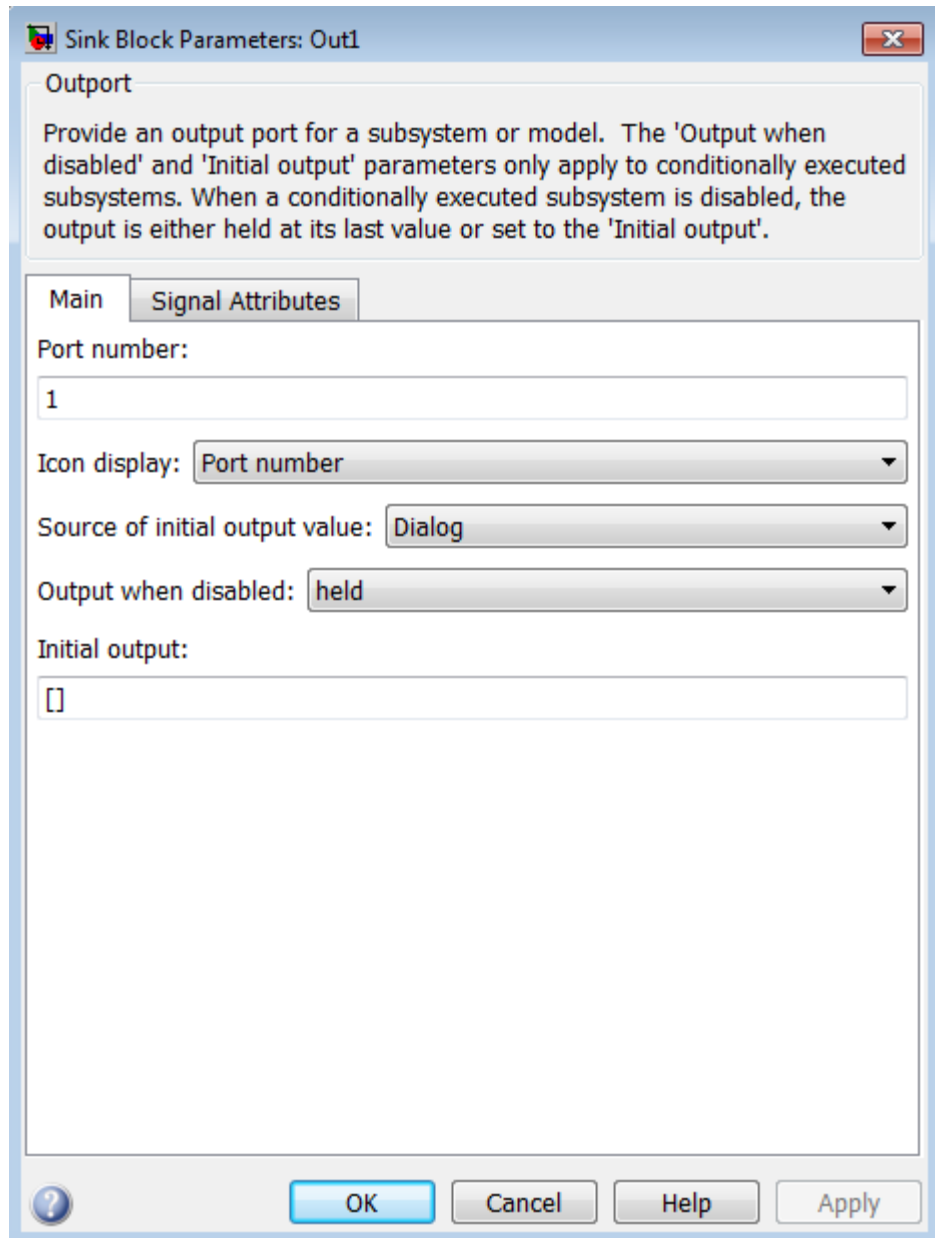 Sink Block Parameters: Out1
Outport
Provide an output port for a subsystem or model.  The 'Output when
disabled' and 'Initial output' parameters only apply to conditionally executed
subsystems. When a conditionally executed subsystem is disabled, the
output is either held at its last value or set to the 'Initial output'.
Main Signal Attributes
Port number:
1
Icon display: Port number
Source of initial output value: Dialog
Output when disabled: held
Initial output:
[]
? OK Cancel Help Apply